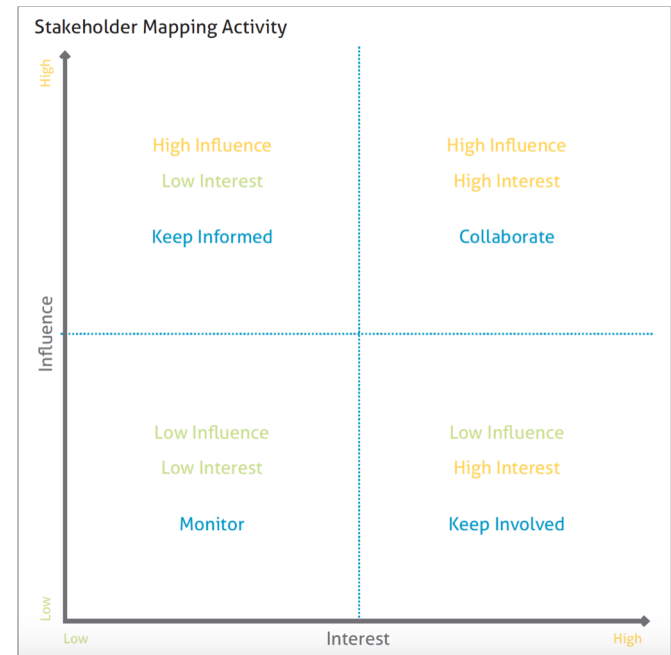 Stakeholder Mapping Activity
High
High Influence
Low Interest
Keep Informed
High Influence
High Interest
Collaborate
Influence
Low Influence
Low Interest
Monitor
Low Influence
High Interest
Keep Involved
Low
Low
Interest
High